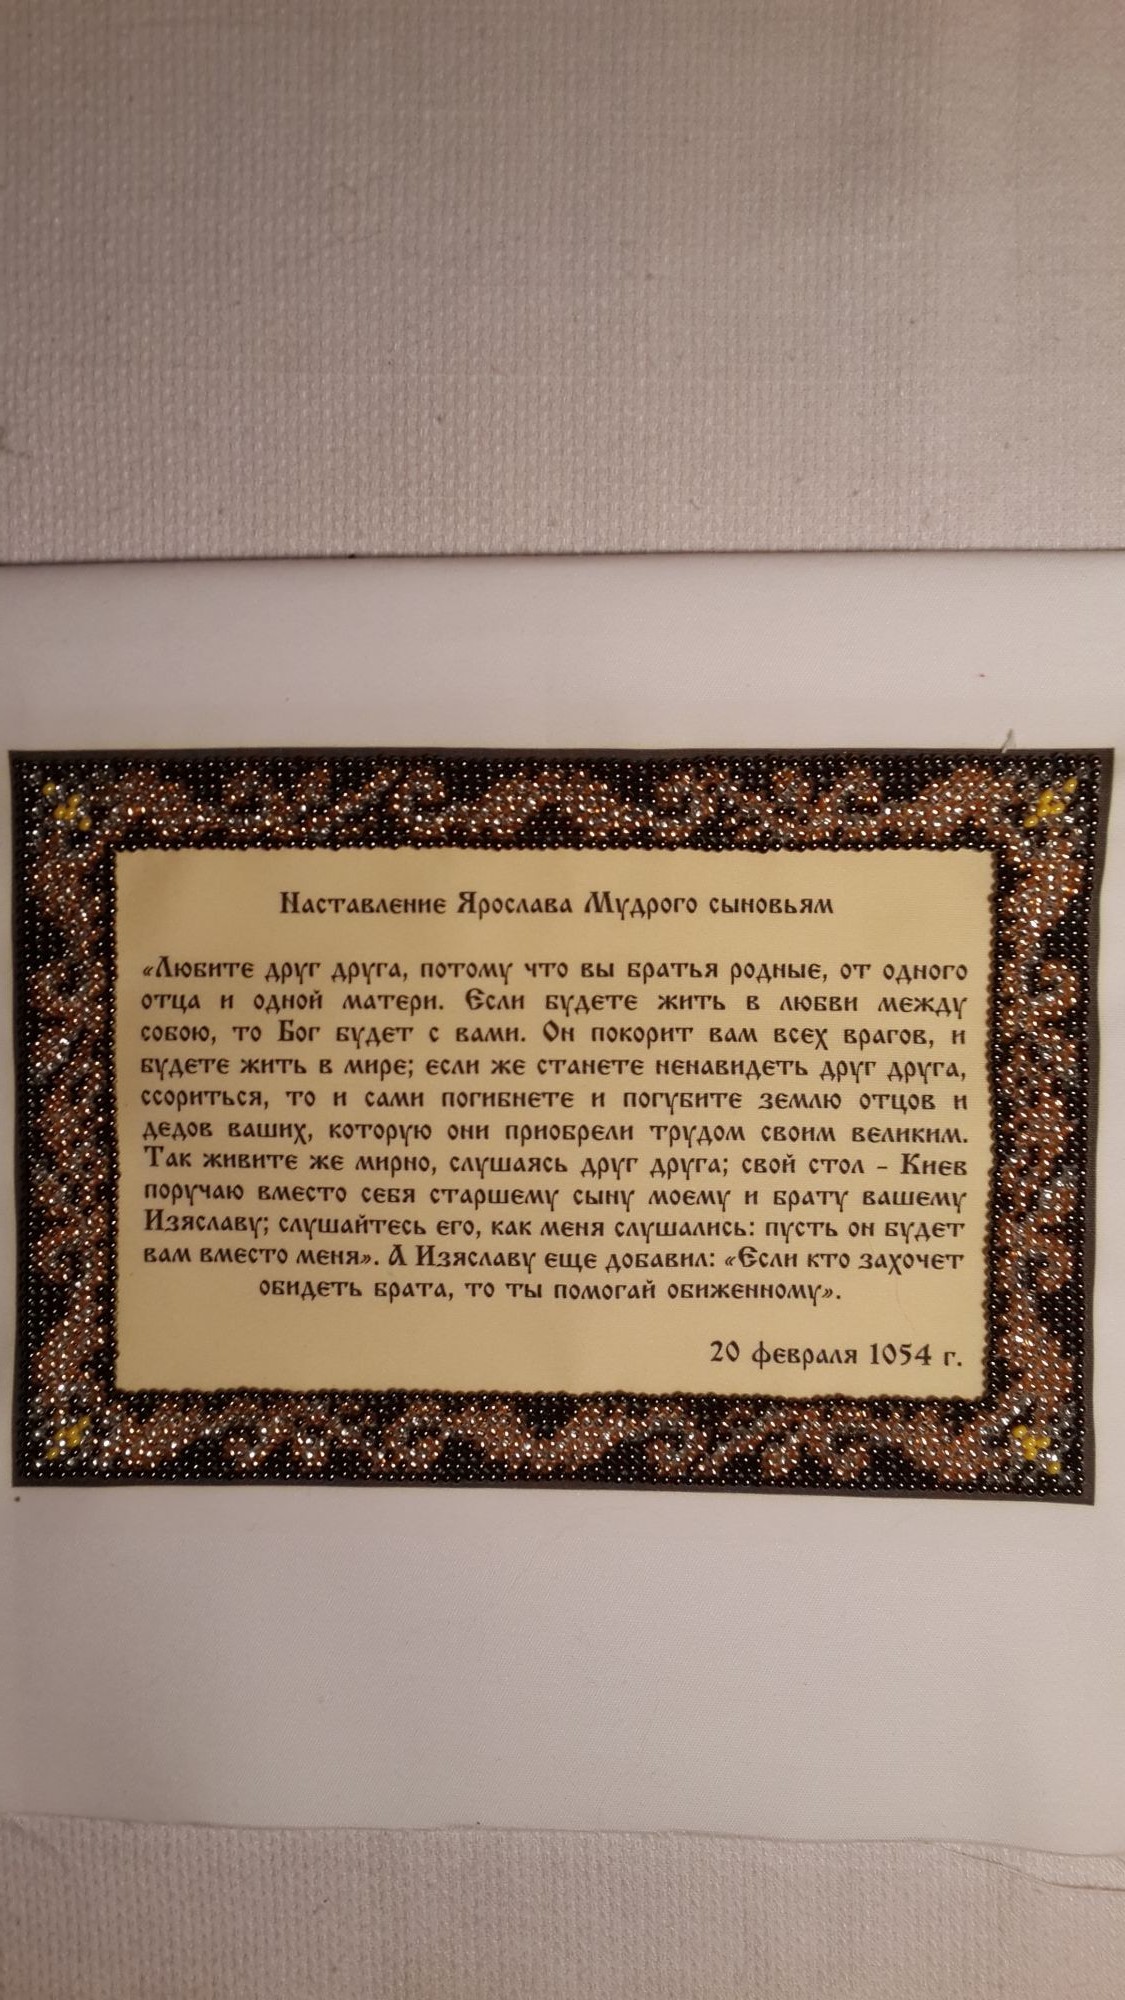 Наставление Ярослава Мудрого сыновьям
«Любите друг друга, потому что вы братья родные, от одного
отца и одной матери. Если будете жить в любви между
собою, то Бог будет с вами. Он покорит вам всех врагов, и
будете жить в мире; если же станете ненавидеть друг друга,
ссориться, то и сами погибнете и погубите землю отцов и
дедов ваших, которую они приобрели трудом своим великим.
Так живите же мирно, слушаясь друг друга; свой стол – Киев
поручаю вместо себя старшему сыну моему и брату вашему
Изяславу; слушайтесь его, как меня слушались: пусть он будет
вам вместо меня». А Изяславу еще добавил: «Если кто захочет
обидеть брата, то ты помогай обиженному».
20 февраля 1054 г.